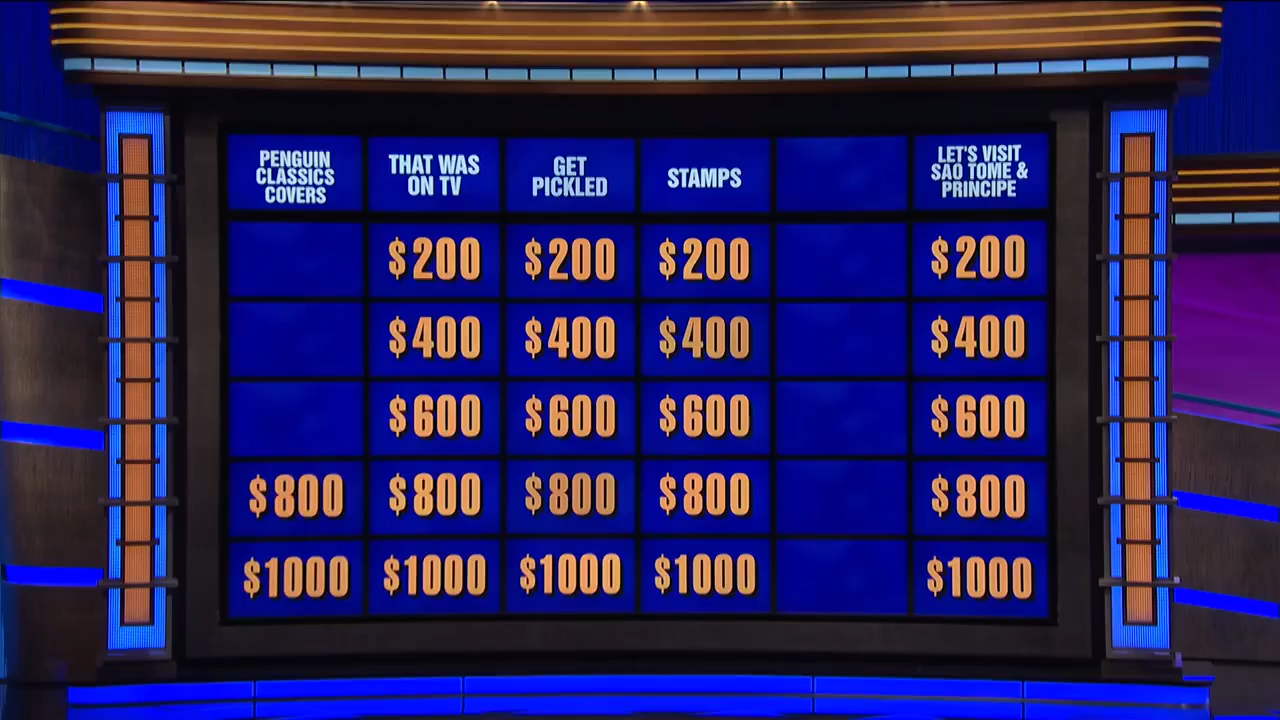 PENGUIN
CLASSICS
COVERS
THAT WAS
ON TV
GET
PICKLED
STAMPS
LET'S VISIT
SAO TOME &
PRINCIPE
$200 $200 $200 $200
$400 $400 $400 $400
$600 $600 $600 $600
$800 $800 $800 $800 $800
$1000 $1000 $1000 $1000 $1000